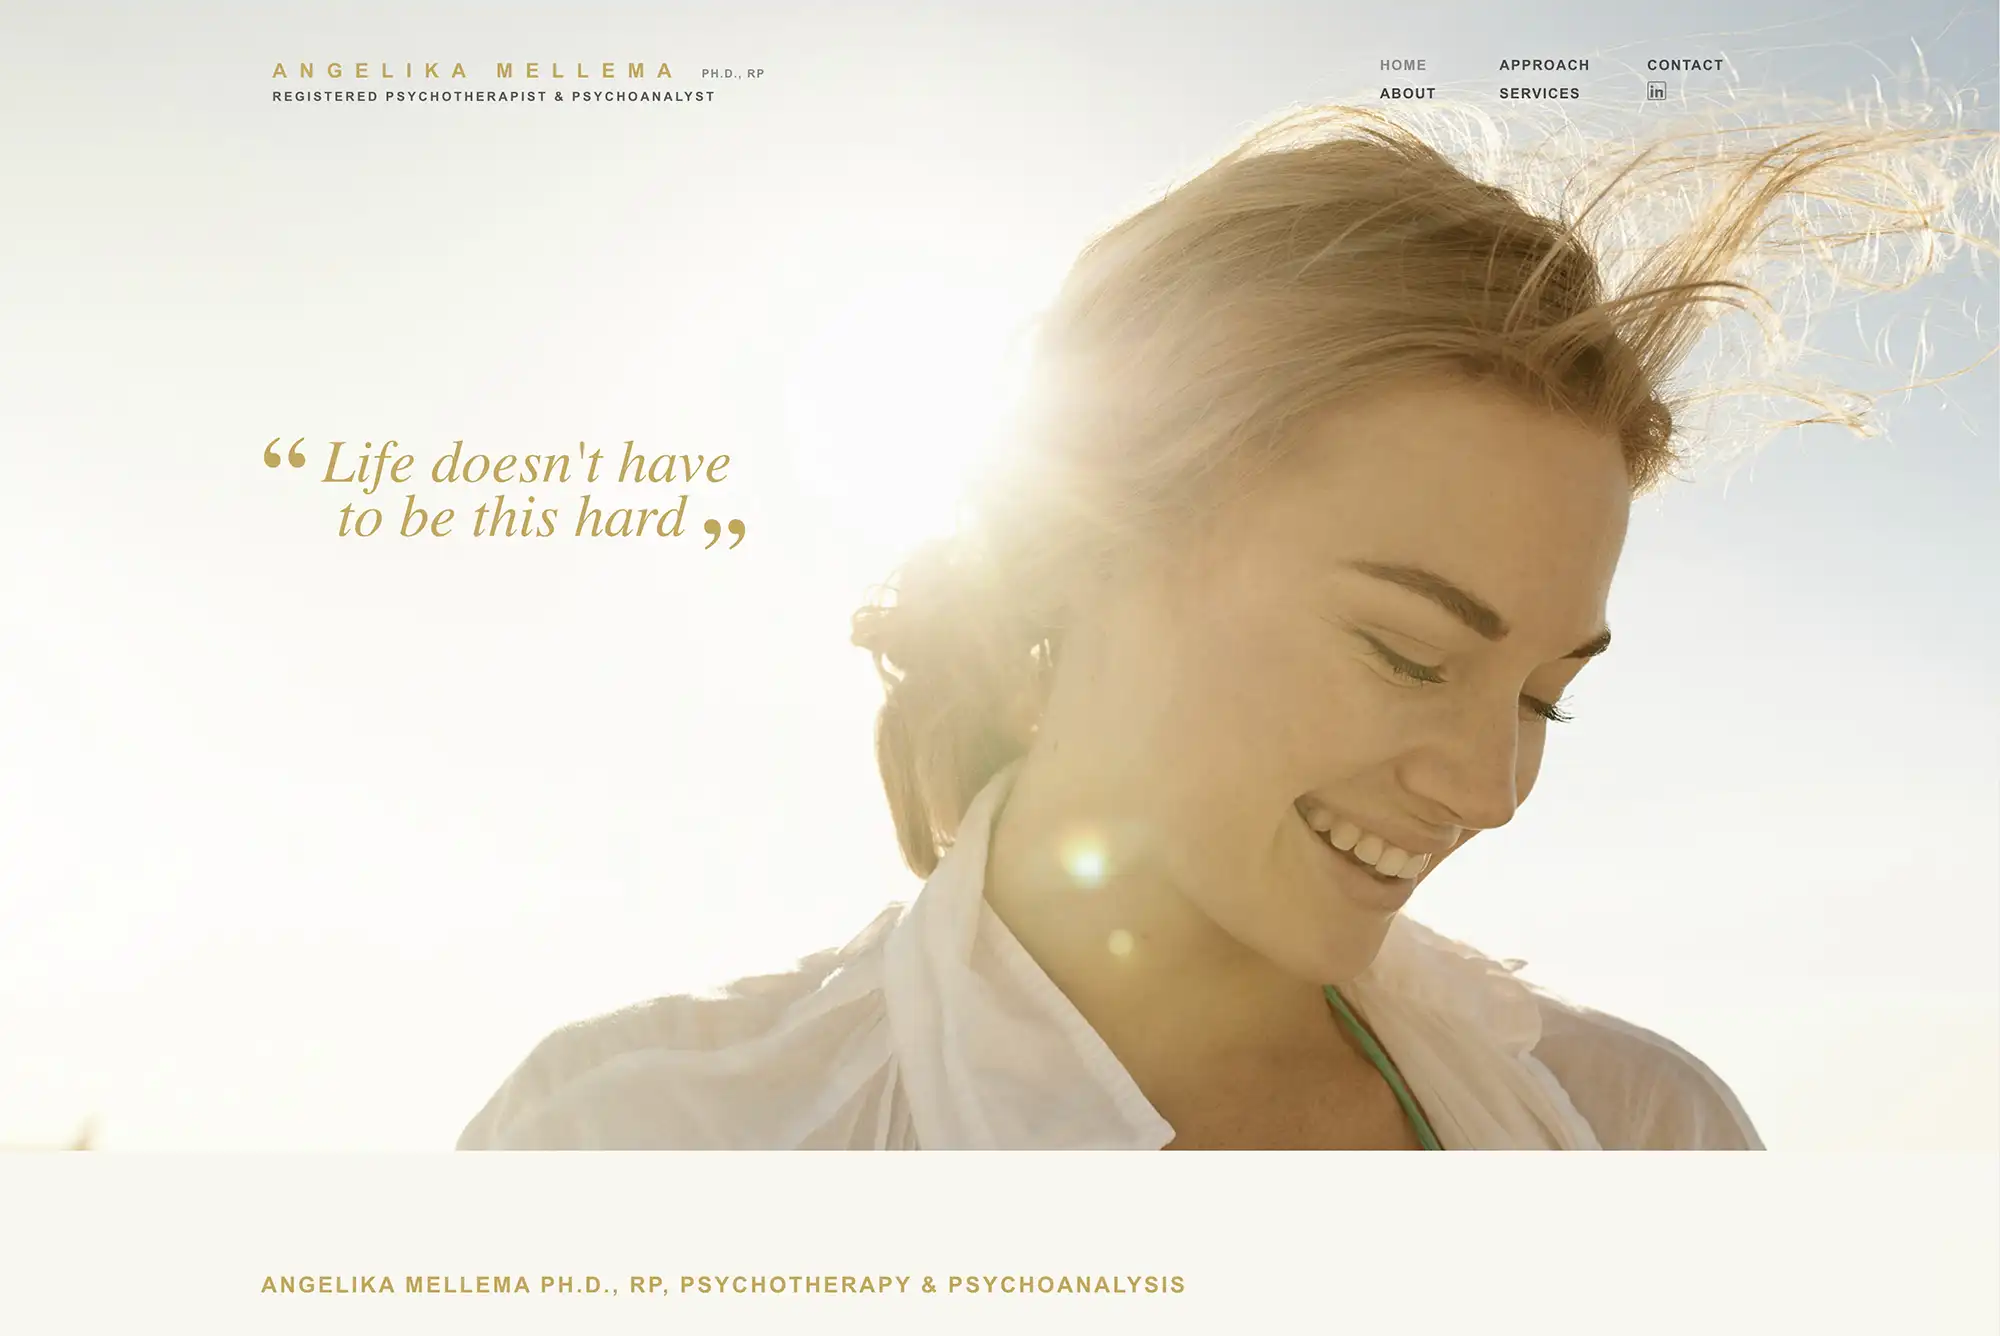 ANGELIKA MELLEMA PH.D., RP
REGISTERED PSYCHOTHERAPIST & PSYCHOANALYST
HOME APPROACH CONTACT
ABOUT SERVICES in
“ Life doesn't have
to be this hard ”
ANGELIKA MELLEMA PH.D., RP, PSYCHOTHERAPY & PSYCHOANALYSIS